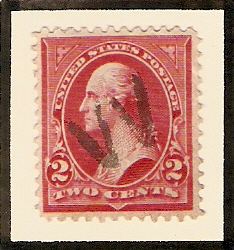 UNITED STATES POSTAGE
2 2
TWO CENTS